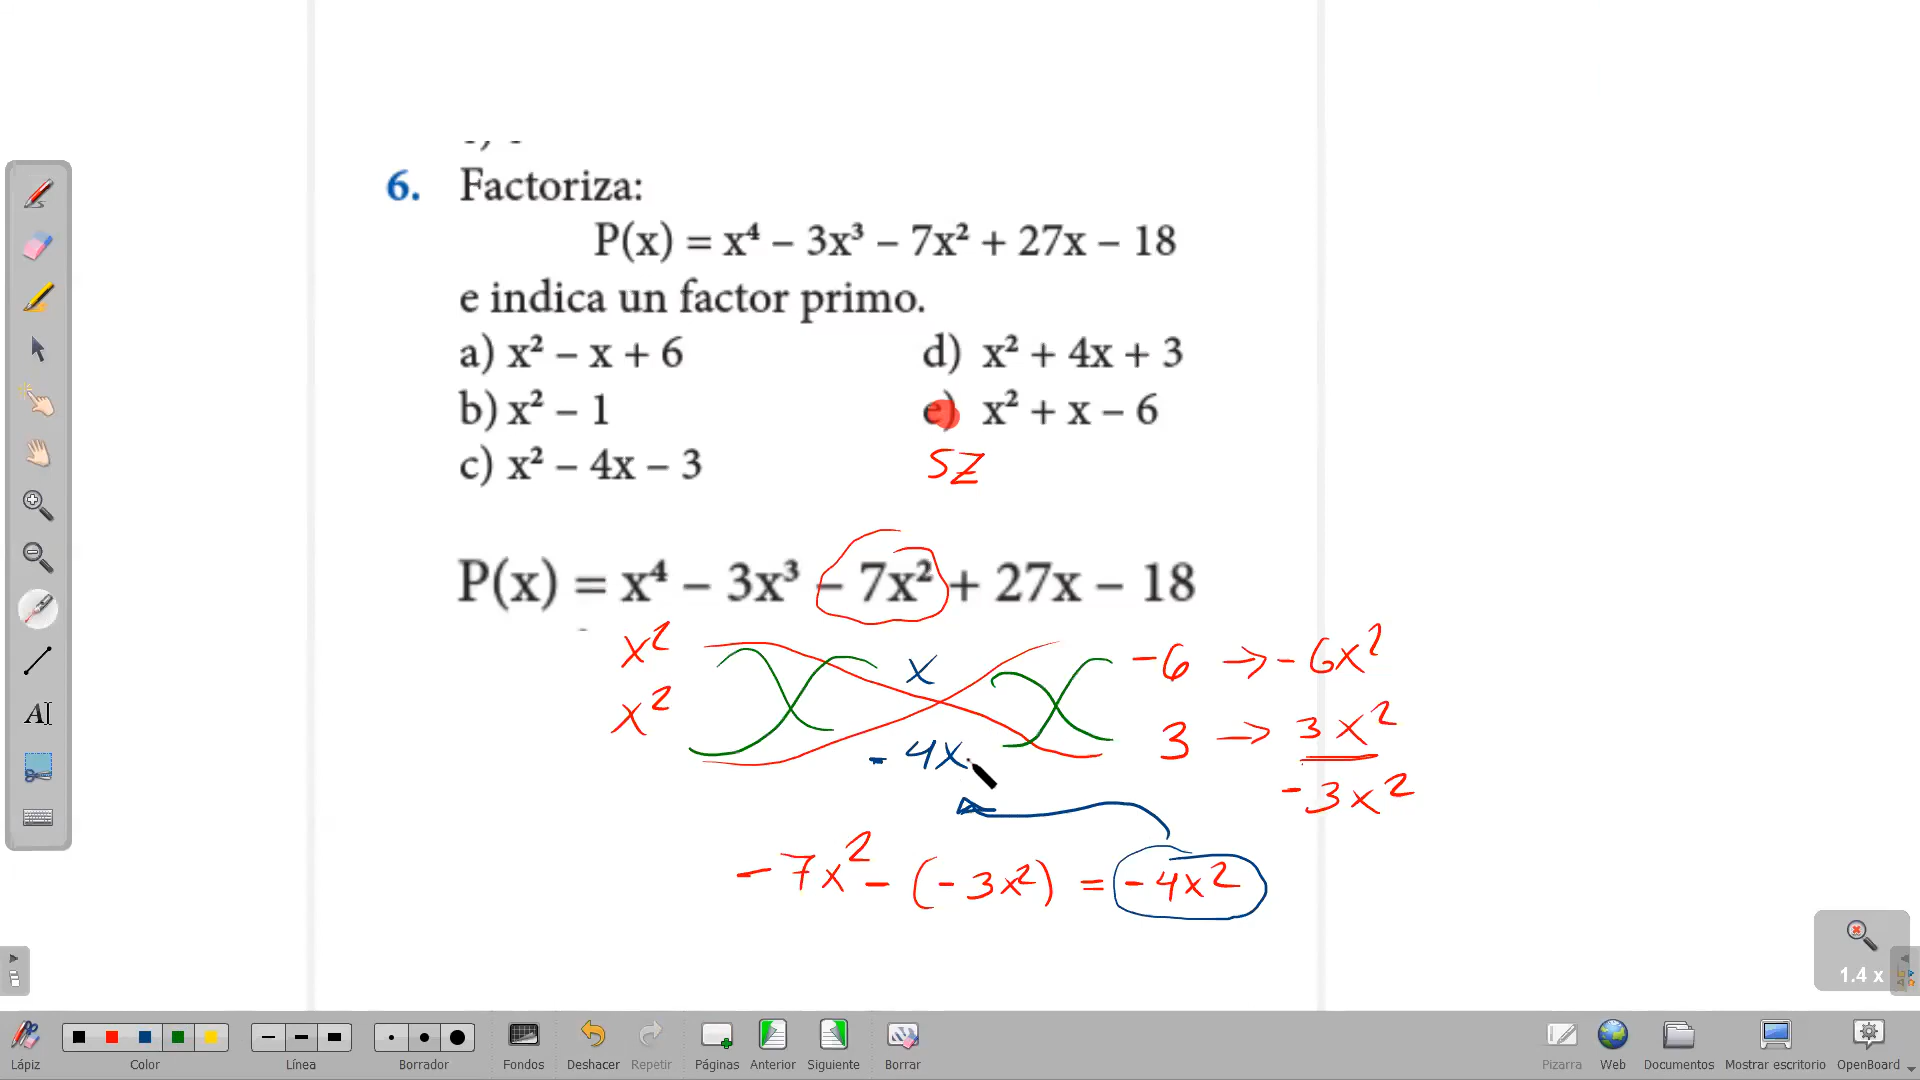 6. Factoriza:
P(x) = x⁴ – 3x³ – 7x² + 27x – 18
e indica un factor primo.
a) x² – x + 6
d) x² + 4x + 3
b) x² – 1
e) x² + x – 6
c) x² – 4x – 3
P(x) = x⁴ – 3x³ – 7x² + 27x – 18
x² x -6 → -6x²
x² -4x 3 → 3x²
-3x²
-7x² - (-3x²) = -4x²
1.4 x
Lápiz
Color
Línea
Borrador
Fondos
Deshacer
Repetir
Páginas
Anterior
Siguiente
Borrar
Pizarra
Web
Documentos
Mostrar escritorio
OpenBoard